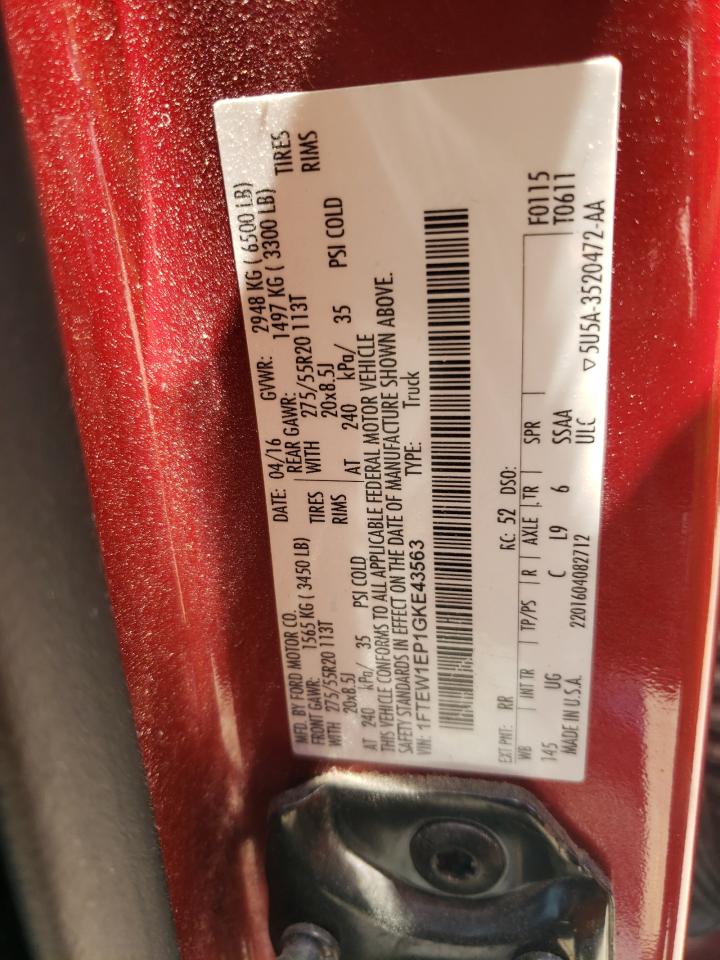 MFD. BY FORD MOTOR CO. DATE: 04/16 GVWR: 2948 KG ( 6500 LB)
FRONT GAWR: 1565 KG ( 3450 LB) REAR GAWR: 1497 KG ( 3300 LB)
WITH 275/55R20 113T TIRES WITH 275/55R20 113T TIRES
20x8.5J RIMS 20x8.5J RIMS
AT 240 kPa/ 35 PSI COLD AT 240 kPa/ 35 PSI COLD
THIS VEHICLE CONFORMS TO ALL APPLICABLE FEDERAL MOTOR VEHICLE
SAFETY STANDARDS IN EFFECT ON THE DATE OF MANUFACTURE SHOWN ABOVE.
VIN: 1FTEW1EP1GKE43563 TYPE: Truck
EXT PNT: RR RC: 52 DSO: F0115
WB INT TR TP/PS R AXLE TR SPR T0611
145 UG C L9 6 SSAA
MADE IN U.S.A. 2201604082712 ULC ▽5U5A-3520472-AA